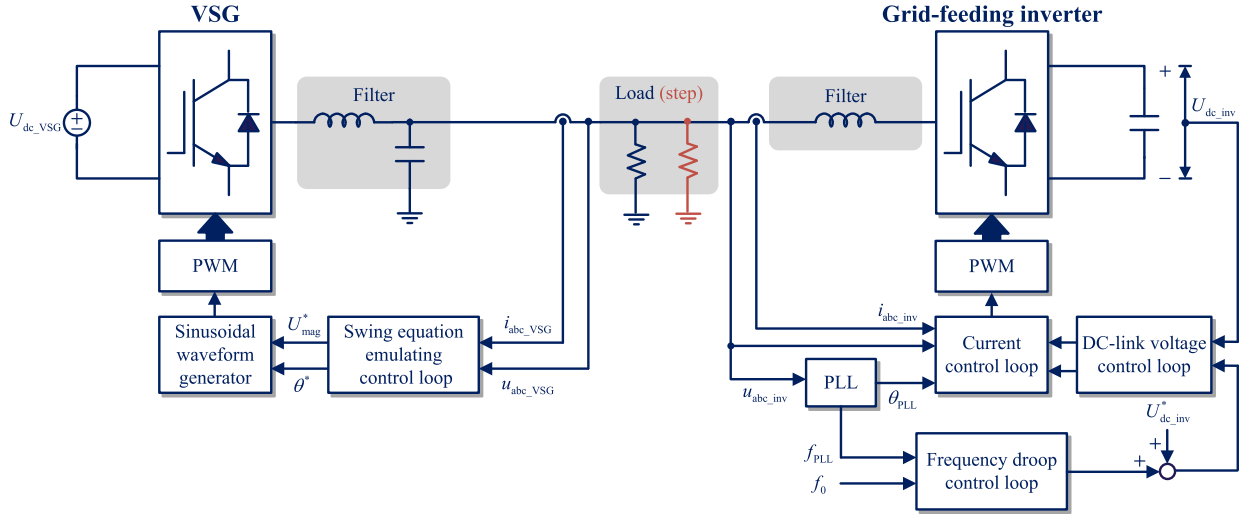 VSG
Grid-feeding inverter
Filter
Load (step)
Filter
U_dc_VSG
+
−
+
U_dc_inv
−
PWM
PWM
Sinusoidal
waveform
generator
U*_mag
θ*
Swing equation
emulating
control loop
i_abc_VSG
u_abc_VSG
i_abc_inv
u_abc_inv
PLL
θ_PLL
Current
control loop
DC-link voltage
control loop
U*_dc_inv
f_PLL
f_0
Frequency droop
control loop
+
+